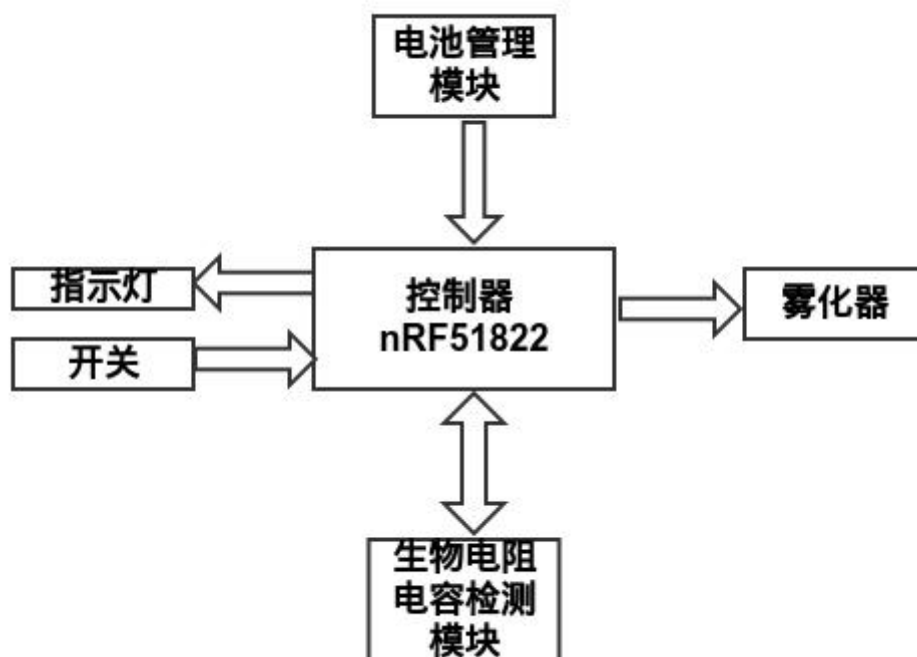 电池管理
模块
指示灯
开关
控制器
nRF51822
雾化器
生物电阻
电容检测
模块